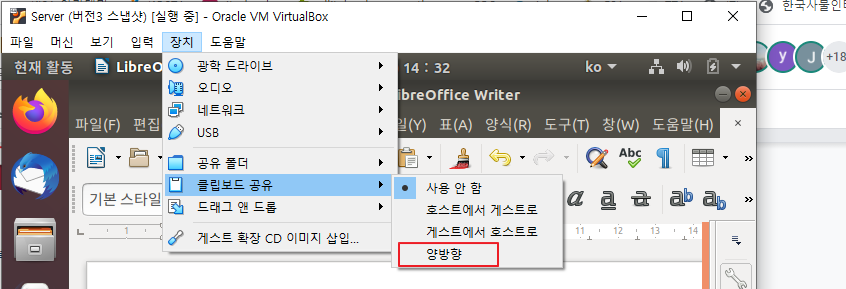 Server (버전3 스냅샷) [실행 중] - Oracle VM VirtualBox
한국사물인터
파일 머신 보기 입력 장치 도움말
현재 활동 LibreOffice 14 : 32 ko
y J +18
광학 드라이브
오디오
네트워크
USB
공유 폴더
클립보드 공유
드래그 앤 드롭
게스트 확장 CD 이미지 삽입...
사용 안 함
호스트에서 게스트로
게스트에서 호스트로
양방향
ibreOffice Writer
파일(F) 편집 (Y) 표(A) 양식(R) 도구(T) 창(W) 도움말(H) ×
Abc
기본 스타일 a a ab ab
1 11 12 13 14